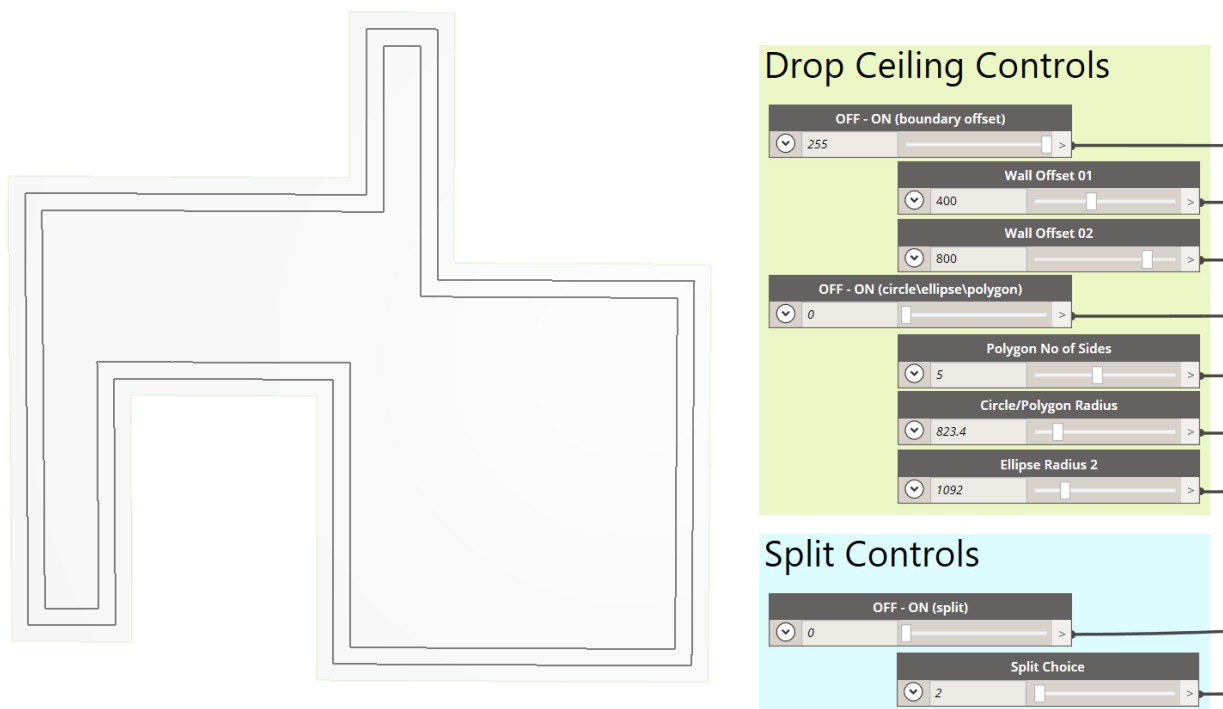 Drop Ceiling Controls
OFF - ON (boundary offset)
255
>
Wall Offset 01
400
>
Wall Offset 02
800
>
OFF - ON (circle\ellipse\polygon)
0
>
Polygon No of Sides
5
>
Circle/Polygon Radius
823.4
>
Ellipse Radius 2
1092
>
Split Controls
OFF - ON (split)
0
>
Split Choice
2
>